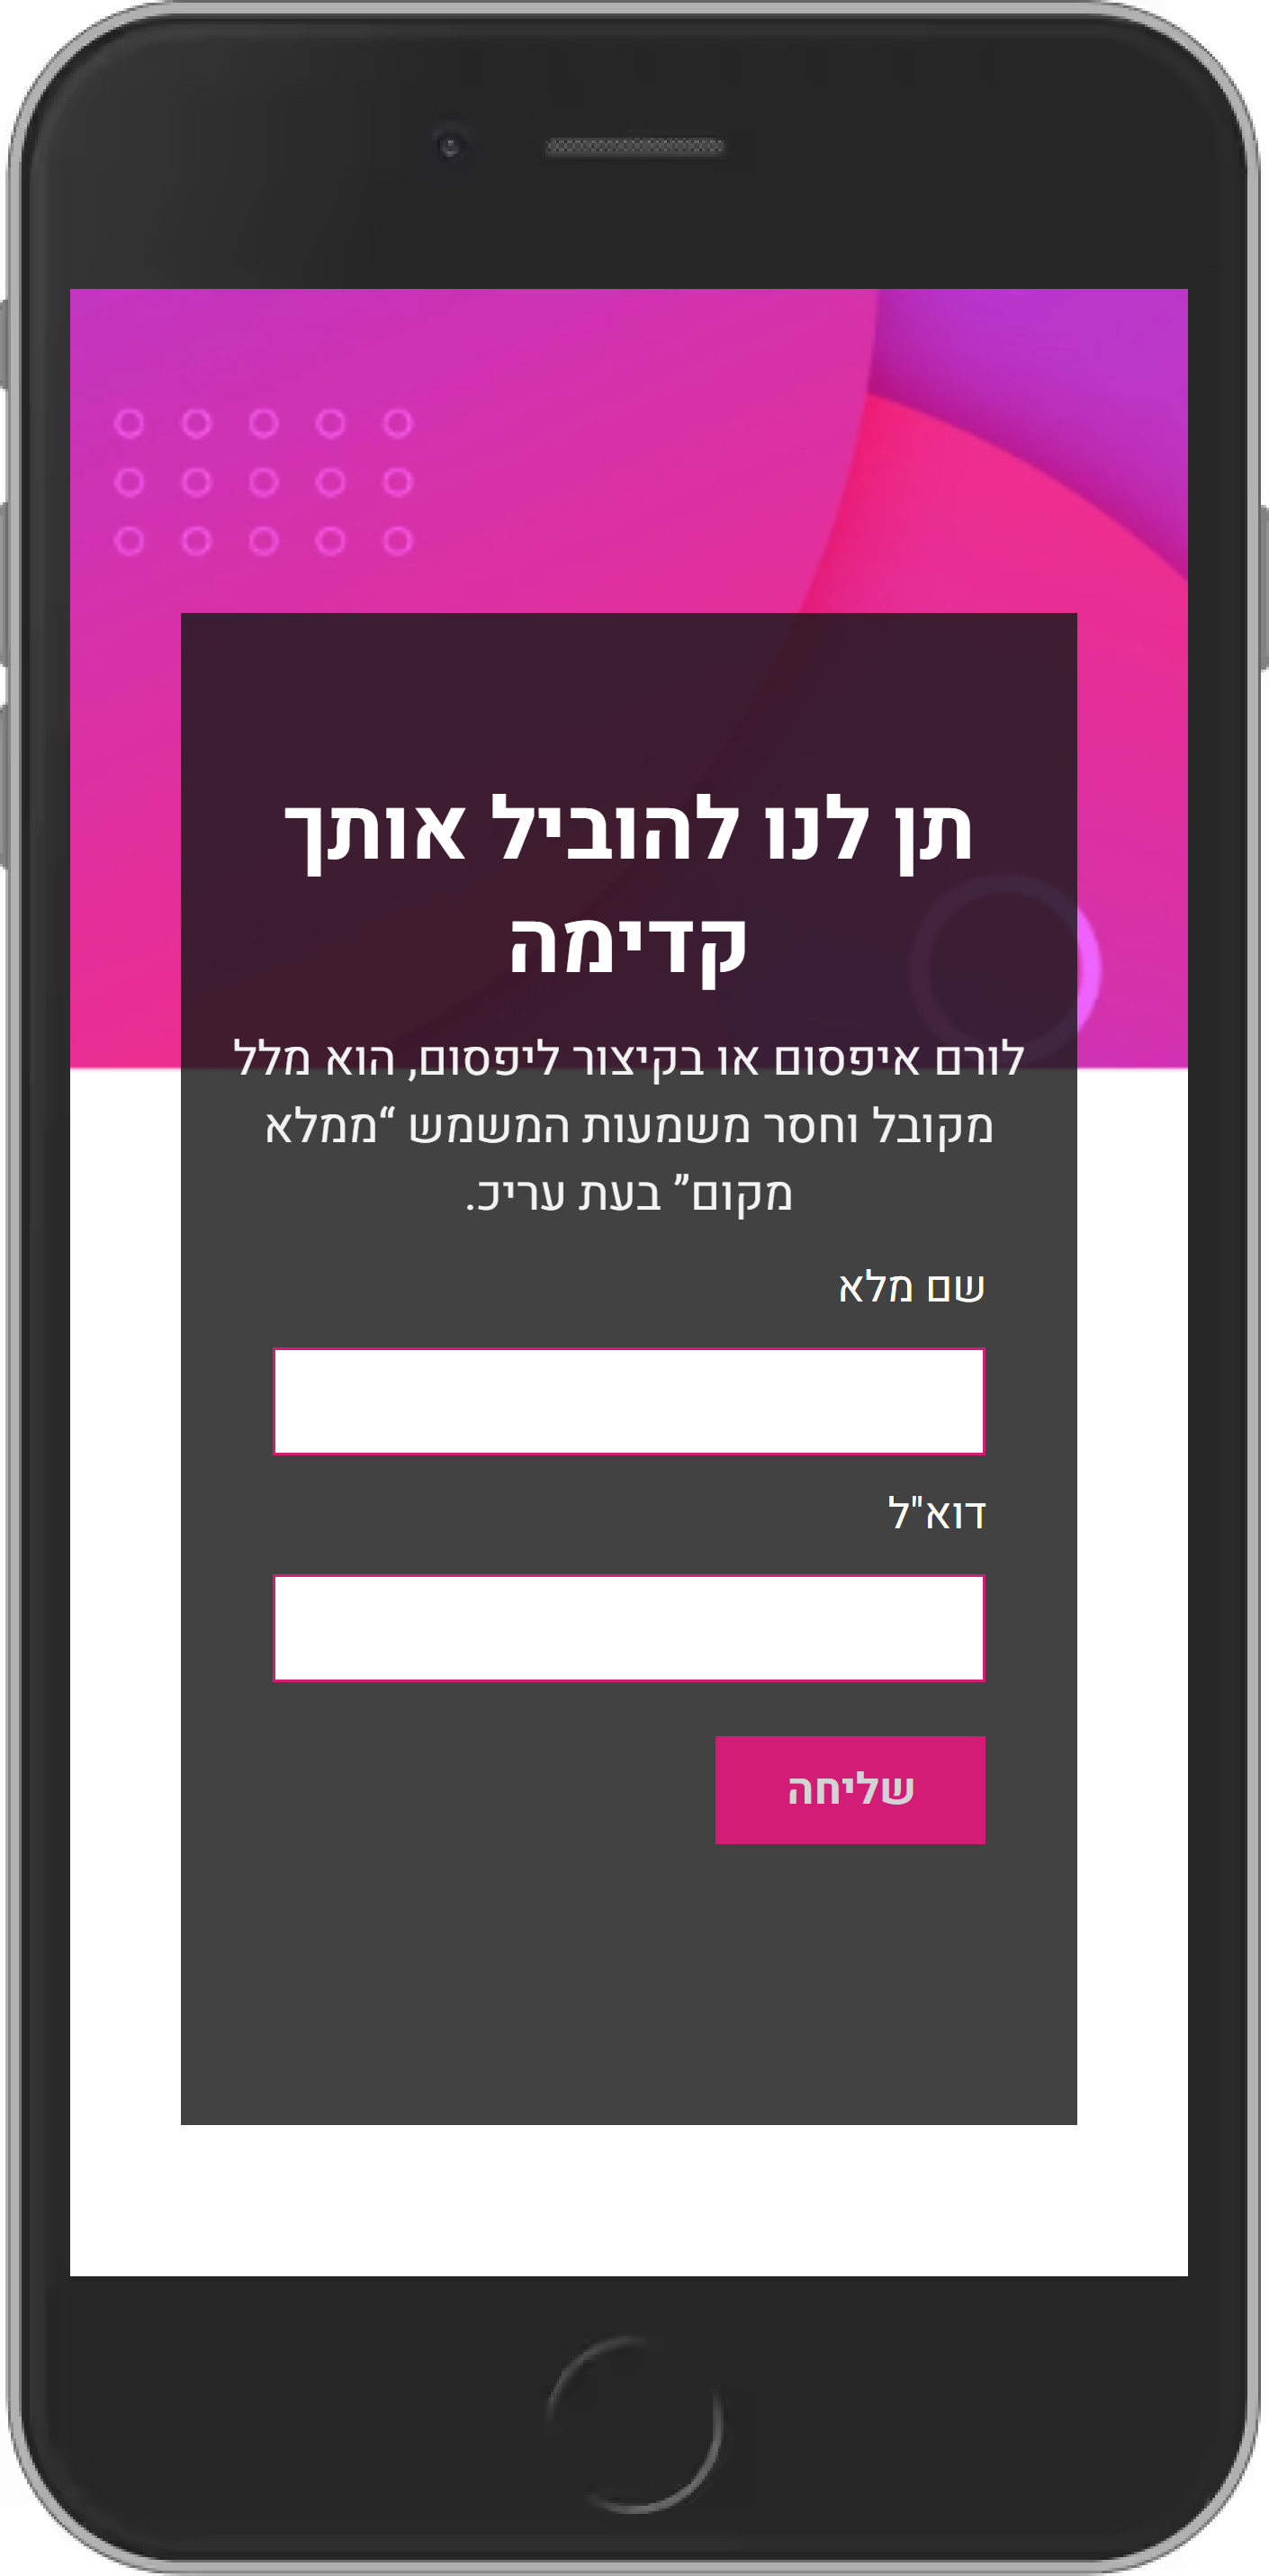 תן לנו להוביל אותך
קדימה
לורם איפסום או בקיצור ליפסום, הוא מלל
מקובל וחסר משמעות המשמש “ממלא
מקום” בעת עריכ.
שם מלא
דוא"ל
שליחה